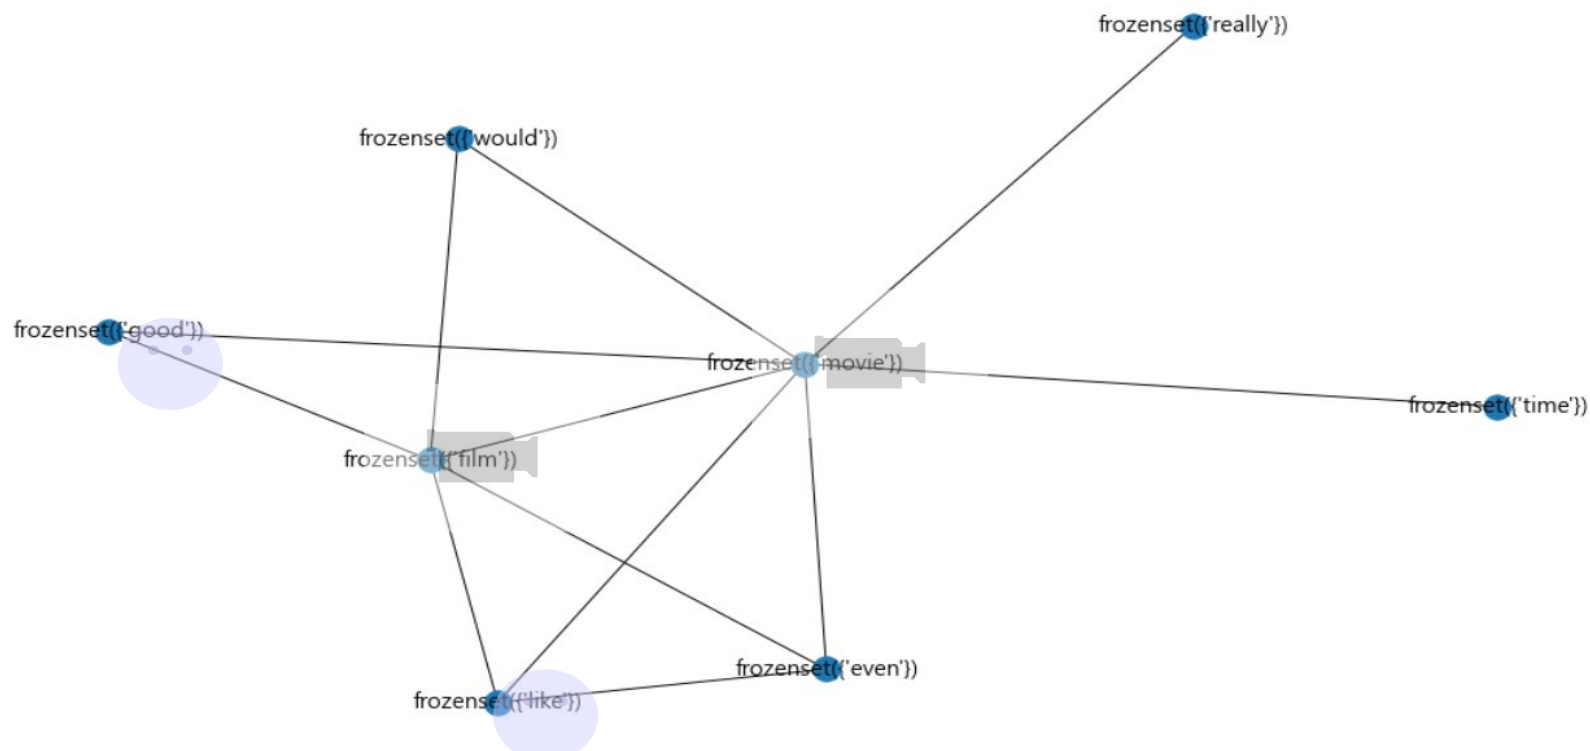 frozenset({'really'})
frozenset({'would'})
frozenset({'good'})
frozenset({'movie'})
frozenset({'time'})
frozenset({'film'})
frozenset({'even'})
frozenset({'like'})